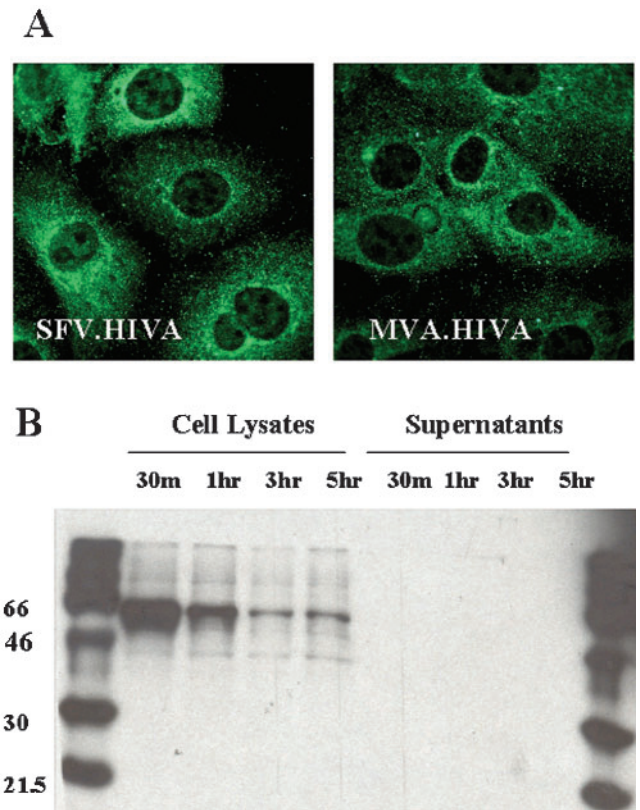 A
SFV.HIVA
MVA.HIVA
B
Cell Lysates
Supernatants
30m 1hr 3hr 5hr 30m 1hr 3hr 5hr
66
46
30
21.5